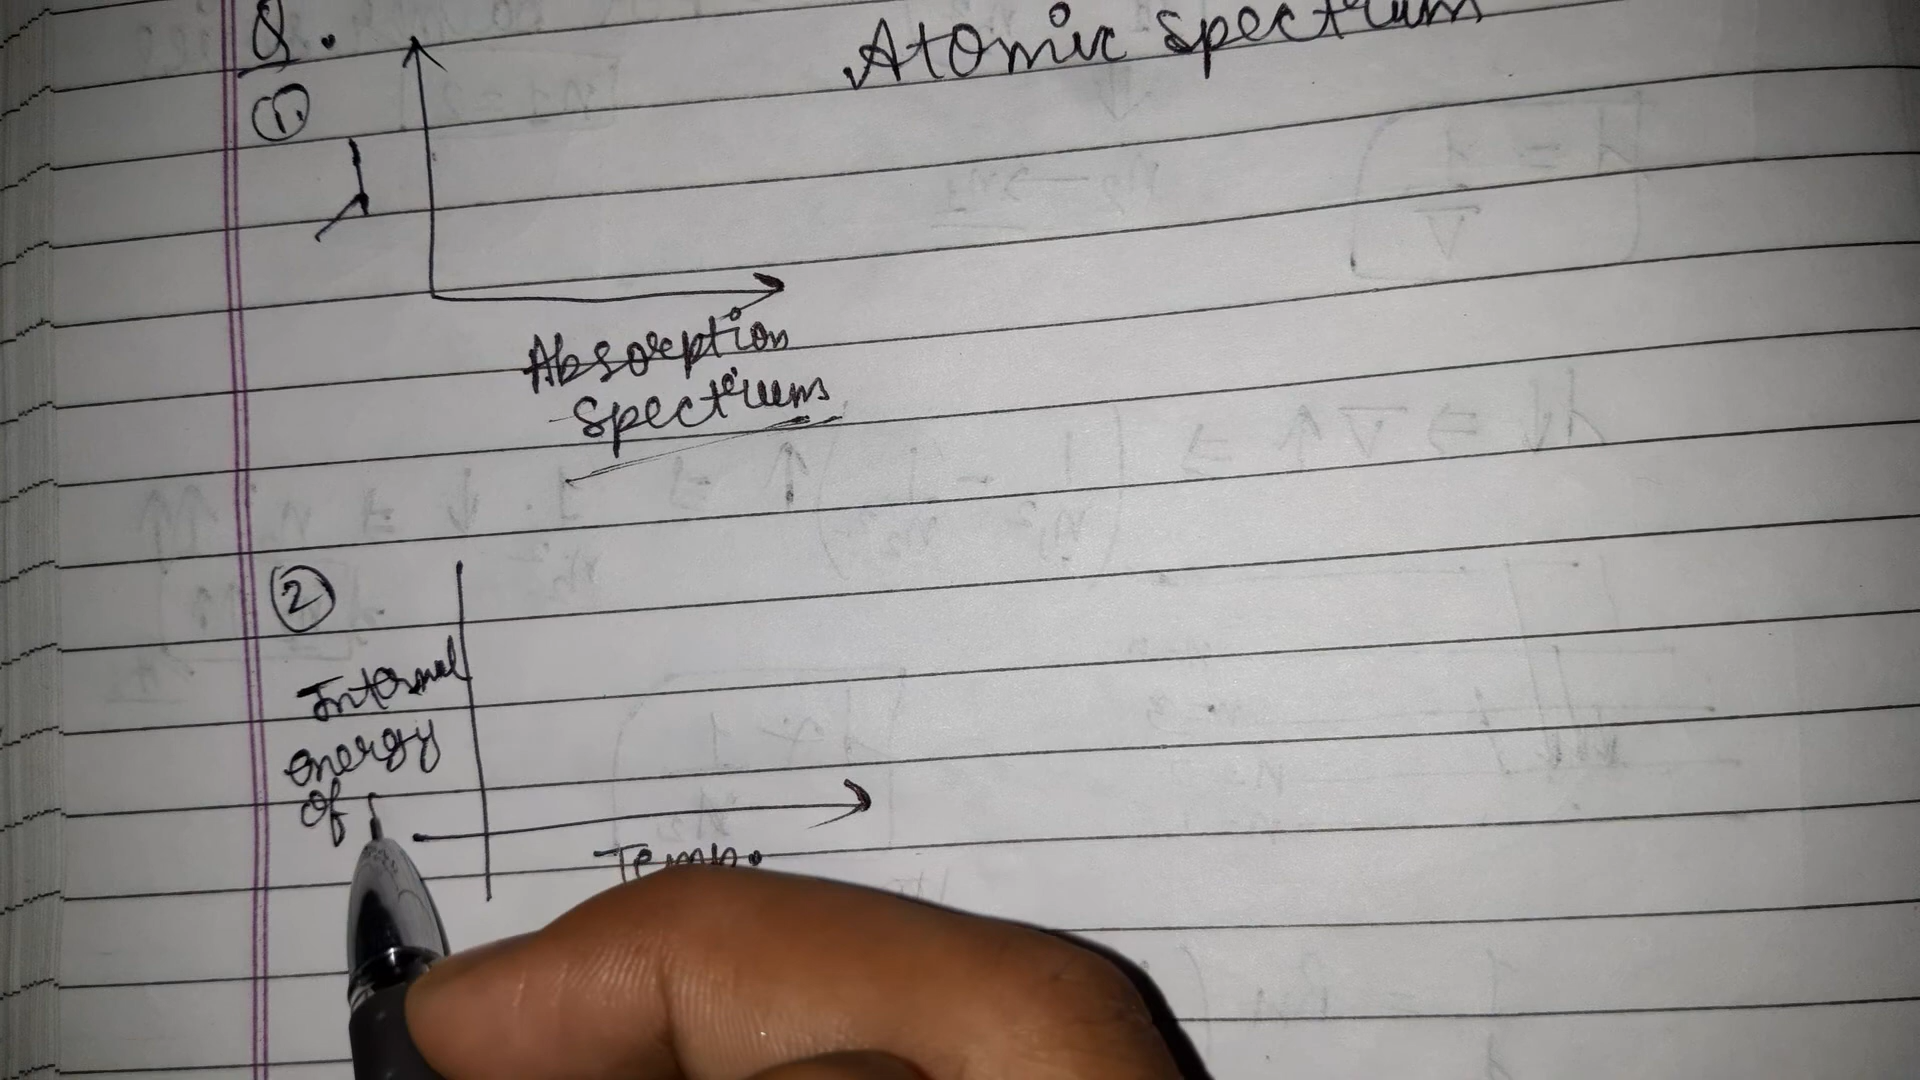 Q.
Atomic Spectrum
①
λ
Absorption
Spectrum
②
Internal
energy
of
Temp.